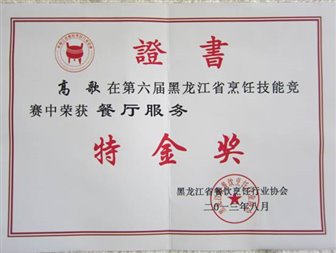 證書
高歌在第六届黑龙江省烹饪技能竞
赛中荣获餐厅服务
特金奖
黑龙江省餐饮烹饪行业协会
二〇一三年八月